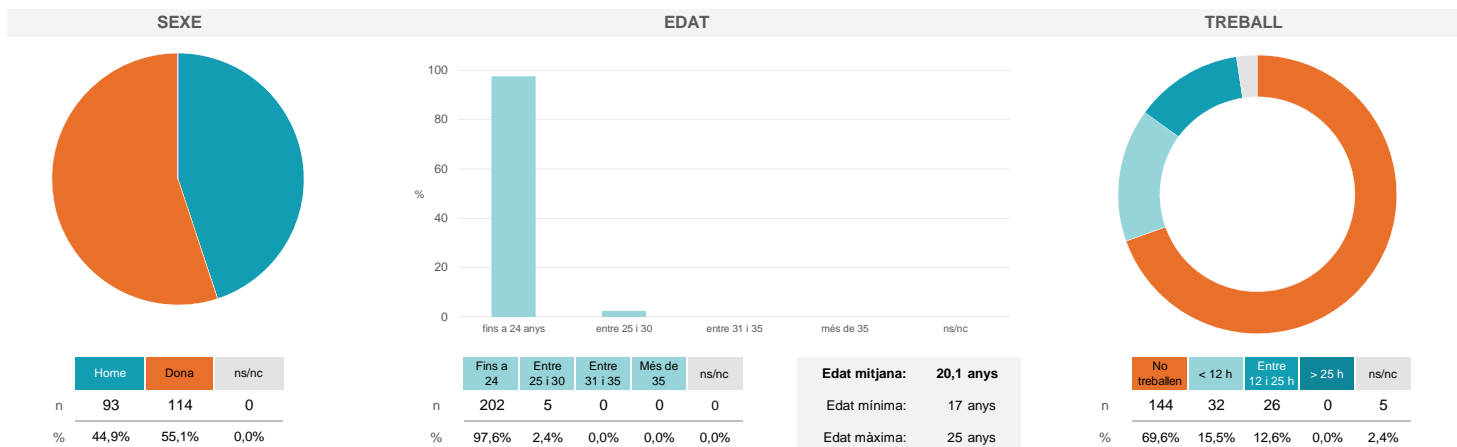 SEXE
EDAT
TREBALL
100
80
60
%
40
20
0
fins a 24 anys
entre 25 i 30
entre 31 i 35
més de 35
ns/nc
Home Dona ns/nc
n 93 114 0
% 44,9% 55,1% 0,0%
Fins a 24 Entre 25 i 30 Entre 31 i 35 Més de 35 ns/nc
n 202 5 0 0 0
% 97,6% 2,4% 0,0% 0,0% 0,0%
Edat mitjana: 20,1 anys
Edat mínima: 17 anys
Edat màxima: 25 anys
No treballen < 12 h Entre 12 i 25 h > 25 h ns/nc
n 144 32 26 0 5
% 69,6% 15,5% 12,6% 0,0% 2,4%